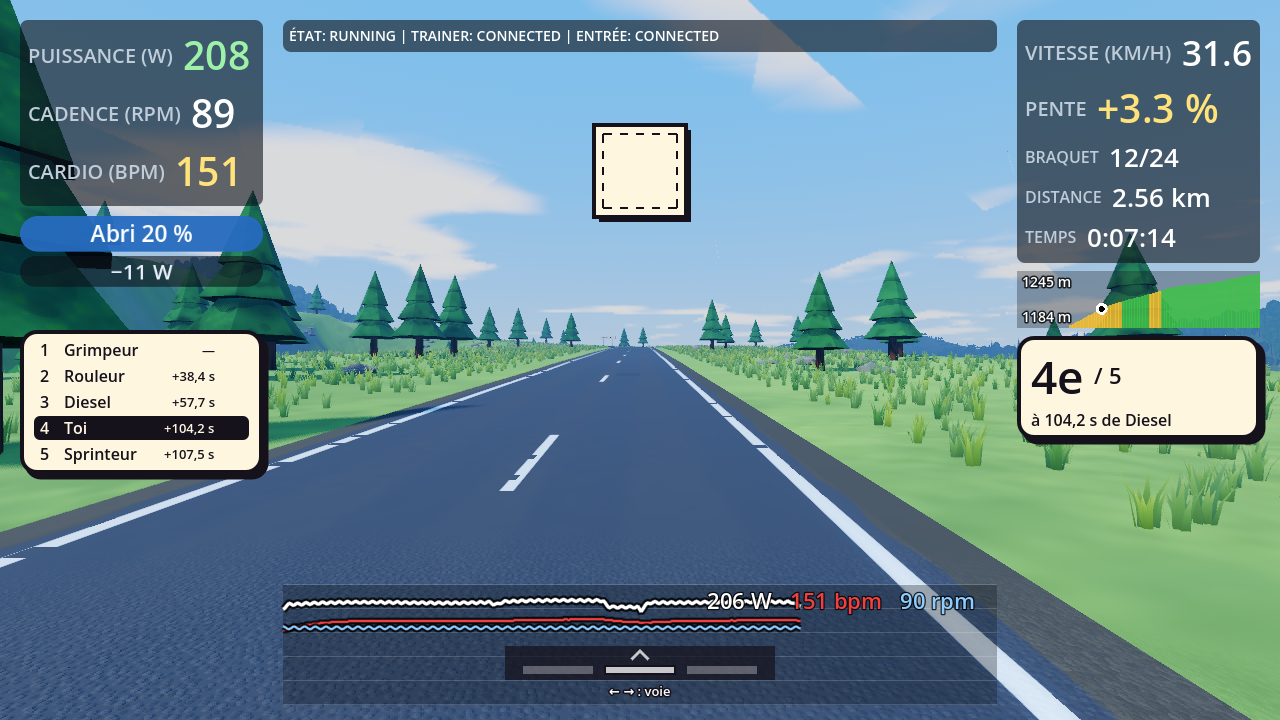 PUISSANCE (W) 208
CADENCE (RPM) 89
CARDIO (BPM) 151
Abri 20 %
−11 W
1 Grimpeur —
2 Rouleur +38,4 s
3 Diesel +57,7 s
4 Toi +104,2 s
5 Sprinteur +107,5 s
ÉTAT: RUNNING | TRAINER: CONNECTED | ENTRÉE: CONNECTED
206 W 151 bpm 90 rpm
← → : voie
VITESSE (KM/H) 31.6
PENTE +3.3 %
BRAQUET 12/24
DISTANCE 2.56 km
TEMPS 0:07:14
1245 m
1184 m
4e / 5
à 104,2 s de Diesel